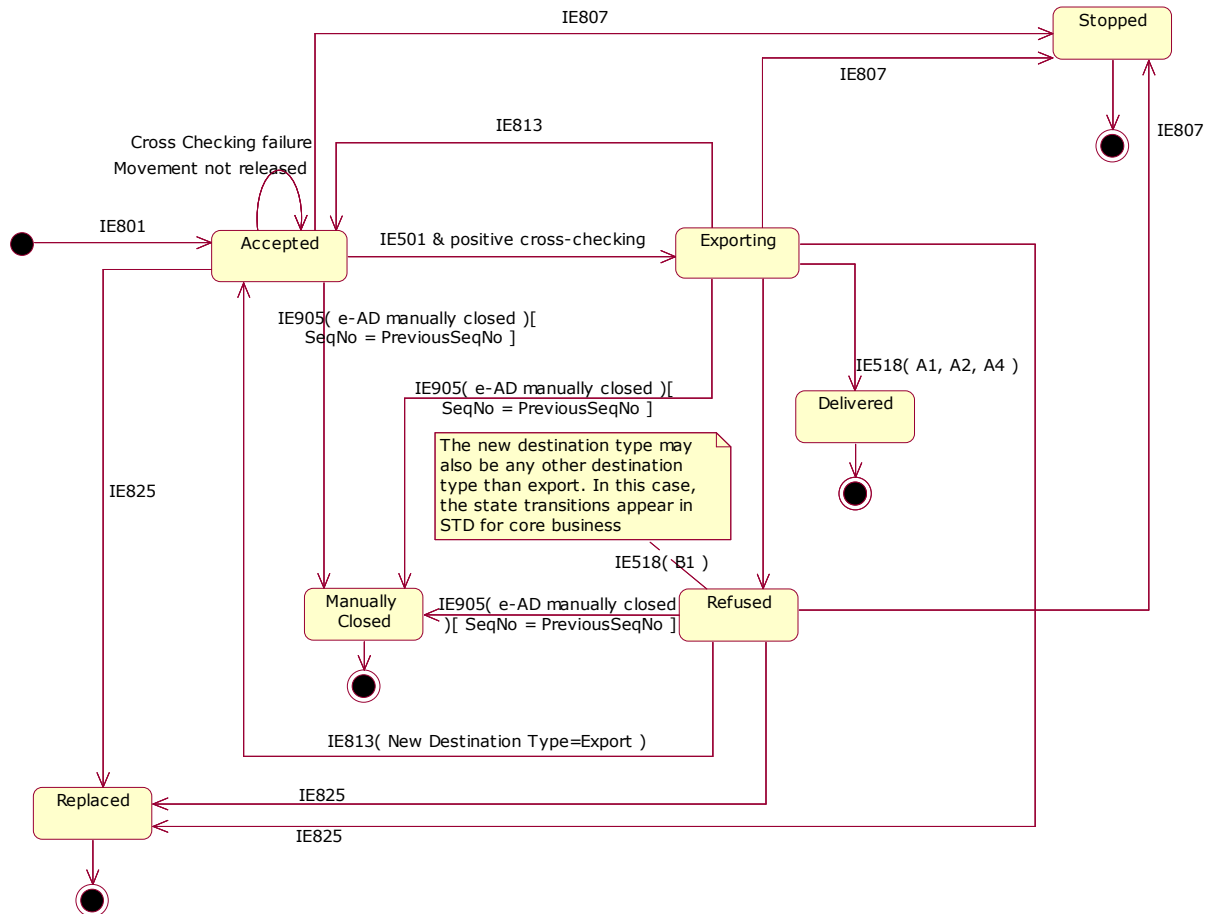 IE807
Stopped
IE807
IE813
IE807
Cross Checking failure
Movement not released
IE801
Accepted
IE501 & positive cross-checking
Exporting
IE905( e-AD manually closed )[
SeqNo = PreviousSeqNo ]
IE518( A1, A2, A4 )
IE905( e-AD manually closed )[
SeqNo = PreviousSeqNo ]
Delivered
The new destination type may
also be any other destination
type than export. In this case,
the state transitions appear in
STD for core business
IE825
IE518( B1 )
Manually
Closed
IE905( e-AD manually closed
)[ SeqNo = PreviousSeqNo ]
Refused
IE813( New Destination Type=Export )
Replaced
IE825
IE825